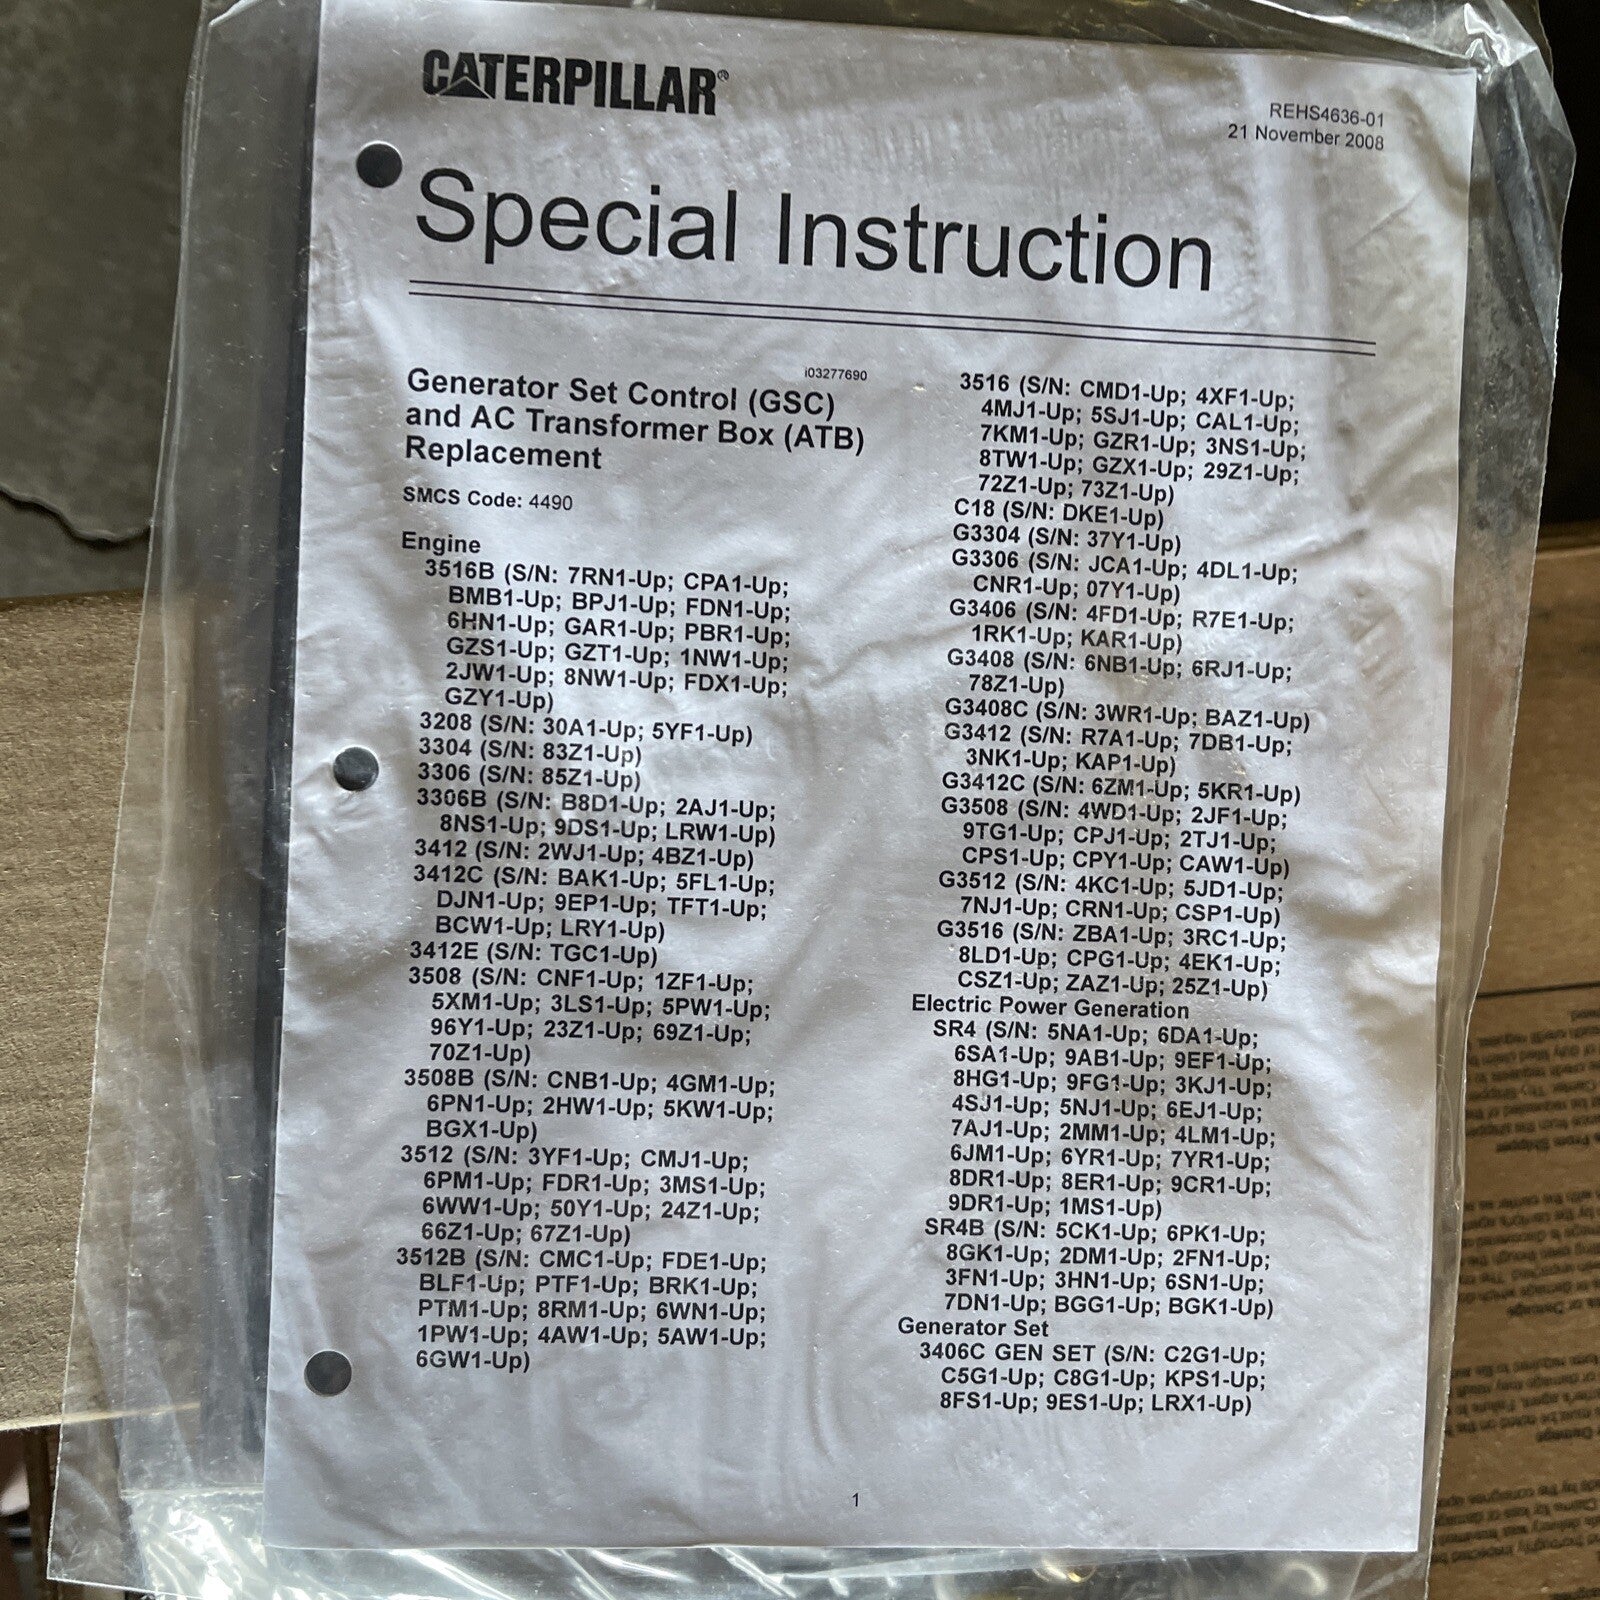 CATERPILLAR®
REHS4636-01
21 November 2008
Special Instruction
i03277690
Generator Set Control (GSC)
and AC Transformer Box (ATB)
Replacement
SMCS Code: 4490
Engine
3516B (S/N: 7RN1-Up; CPA1-Up;
BMB1-Up; BPJ1-Up; FDN1-Up;
6HN1-Up; GAR1-Up; PBR1-Up;
GZS1-Up; GZT1-Up; 1NW1-Up;
2JW1-Up; 8NW1-Up; FDX1-Up;
GZY1-Up)
3208 (S/N: 30A1-Up; 5YF1-Up)
3304 (S/N: 83Z1-Up)
3306 (S/N: 85Z1-Up)
3306B (S/N: B8D1-Up; 2AJ1-Up;
8NS1-Up; 9DS1-Up; LRW1-Up)
3412 (S/N: 2WJ1-Up; 4BZ1-Up)
3412C (S/N: BAK1-Up; 5FL1-Up;
DJN1-Up; 9EP1-Up; TFT1-Up;
BCW1-Up; LRY1-Up)
3412E (S/N: TGC1-Up)
3508 (S/N: CNF1-Up; 1ZF1-Up;
5XM1-Up; 3LS1-Up; 5PW1-Up;
96Y1-Up; 23Z1-Up; 69Z1-Up;
70Z1-Up)
3508B (S/N: CNB1-Up; 4GM1-Up;
6PN1-Up; 2HW1-Up; 5KW1-Up;
BGX1-Up)
3512 (S/N: 3YF1-Up; CMJ1-Up;
6PM1-Up; FDR1-Up; 3MS1-Up;
6WW1-Up; 50Y1-Up; 24Z1-Up;
66Z1-Up; 67Z1-Up)
3512B (S/N: CMC1-Up; FDE1-Up;
BLF1-Up; PTF1-Up; BRK1-Up;
PTM1-Up; 8RM1-Up; 6WN1-Up;
1PW1-Up; 4AW1-Up; 5AW1-Up;
6GW1-Up)
3516 (S/N: CMD1-Up; 4XF1-Up;
4MJ1-Up; 5SJ1-Up; CAL1-Up;
7KM1-Up; GZR1-Up; 3NS1-Up;
8TW1-Up; GZX1-Up; 29Z1-Up;
72Z1-Up; 73Z1-Up)
C18 (S/N: DKE1-Up)
G3304 (S/N: 37Y1-Up)
G3306 (S/N: JCA1-Up; 4DL1-Up;
CNR1-Up; 07Y1-Up)
G3406 (S/N: 4FD1-Up; R7E1-Up;
1RK1-Up; KAR1-Up)
G3408 (S/N: 6NB1-Up; 6RJ1-Up;
78Z1-Up)
G3408C (S/N: 3WR1-Up; BAZ1-Up)
G3412 (S/N: R7A1-Up; 7DB1-Up;
3NK1-Up; KAP1-Up)
G3412C (S/N: 6ZM1-Up; 5KR1-Up)
G3508 (S/N: 4WD1-Up; 2JF1-Up;
9TG1-Up; CPJ1-Up; 2TJ1-Up;
CPS1-Up; CPY1-Up; CAW1-Up)
G3512 (S/N: 4KC1-Up; 5JD1-Up;
7NJ1-Up; CRN1-Up; CSP1-Up)
G3516 (S/N: ZBA1-Up; 3RC1-Up;
8LD1-Up; CPG1-Up; 4EK1-Up;
CSZ1-Up; ZAZ1-Up; 25Z1-Up)
Electric Power Generation
SR4 (S/N: 5NA1-Up; 6DA1-Up;
6SA1-Up; 9AB1-Up; 9EF1-Up;
8HG1-Up; 9FG1-Up; 3KJ1-Up;
4SJ1-Up; 5NJ1-Up; 6EJ1-Up;
7AJ1-Up; 2MM1-Up; 4LM1-Up;
6JM1-Up; 6YR1-Up; 7YR1-Up;
8DR1-Up; 8ER1-Up; 9CR1-Up;
9DR1-Up; 1MS1-Up)
SR4B (S/N: 5CK1-Up; 6PK1-Up;
8GK1-Up; 2DM1-Up; 2FN1-Up;
3FN1-Up; 3HN1-Up; 6SN1-Up;
7DN1-Up; BGG1-Up; BGK1-Up)
Generator Set
3406C GEN SET (S/N: C2G1-Up;
C5G1-Up; C8G1-Up; KPS1-Up;
8FS1-Up; 9ES1-Up; LRX1-Up)
1